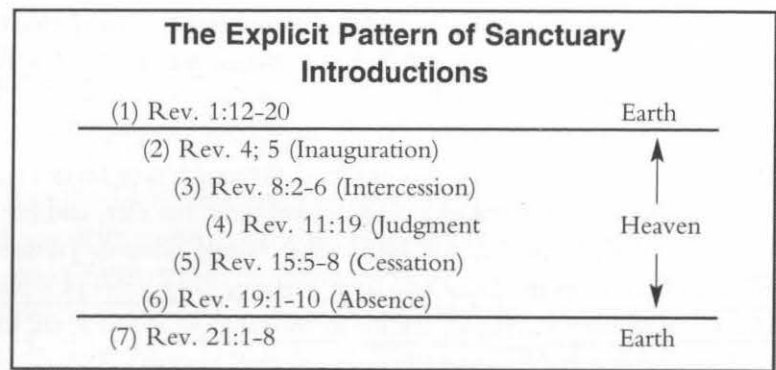 The Explicit Pattern of Sanctuary
Introductions
(1) Rev. 1:12-20 Earth
(2) Rev. 4; 5 (Inauguration)
(3) Rev. 8:2-6 (Intercession)
(4) Rev. 11:19 (Judgment Heaven
(5) Rev. 15:5-8 (Cessation)
(6) Rev. 19:1-10 (Absence)
(7) Rev. 21:1-8 Earth